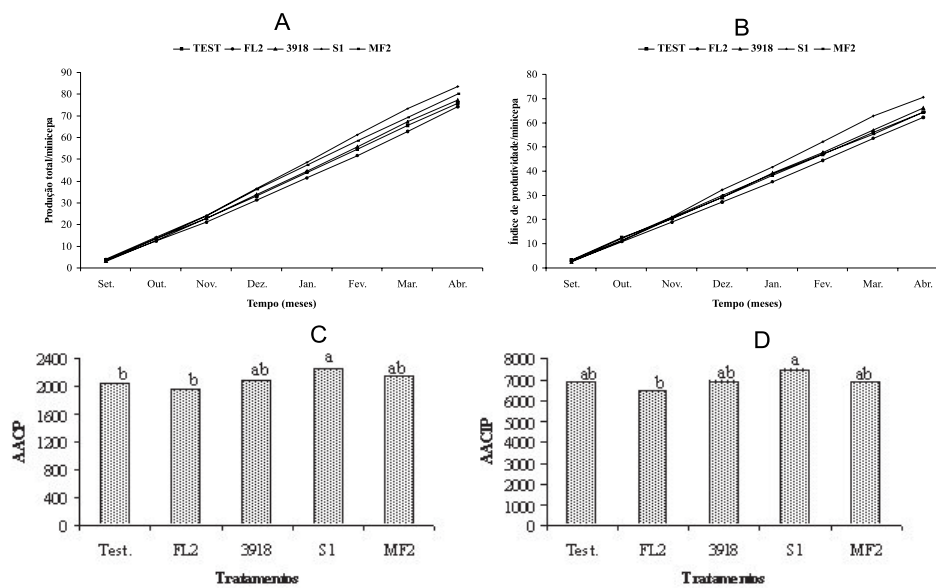 A
TEST FL2 3918 S1 MF2
Produção total/minicepa
90
80
70
60
50
40
30
20
10
0
Set. Out. Nov. Dez. Jan. Fev. Mar. Abr.
Tempo (meses)
B
TEST FL2 3918 S1 MF2
Índice de produtividade/minicepa
80
70
60
50
40
30
20
10
0
Set. Out. Nov. Dez. Jan. Fev. Mar. Abr.
Tempo (meses)
C
AACP
2400
2000
1600
1200
800
400
0
b b ab a ab
Test. FL2 3918 S1 MF2
Tratamentos
D
AACIP
8000
7000
6000
5000
4000
3000
2000
1000
0
ab b ab a ab
Test. FL2 3918 S1 MF2
Tratamentos